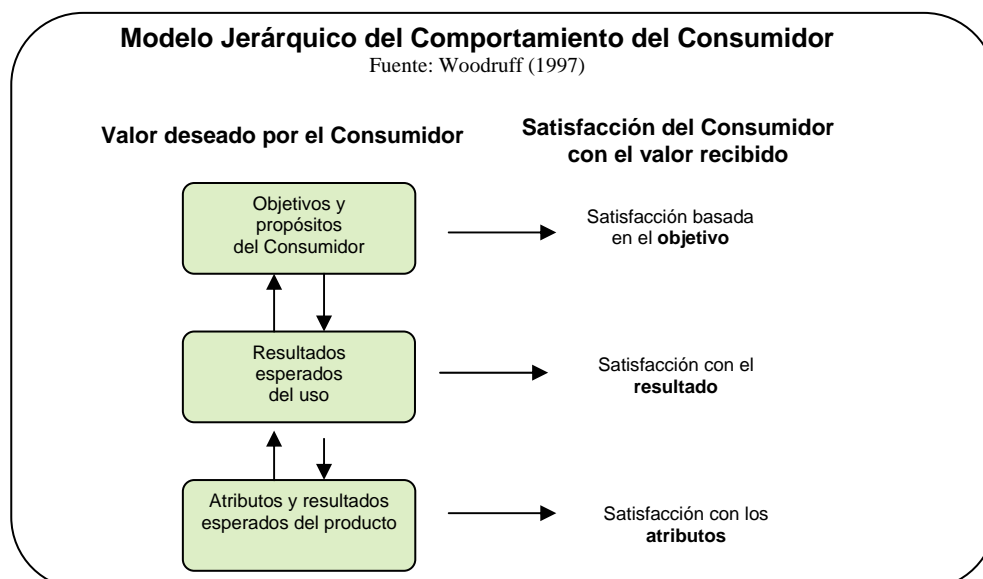 Modelo Jerárquico del Comportamiento del Consumidor
Fuente: Woodruff (1997)
Valor deseado por el Consumidor
Satisfacción del Consumidor
con el valor recibido
Objetivos y
propósitos
del Consumidor
Satisfacción basada
en el objetivo
Resultados
esperados
del uso
Satisfacción con el
resultado
Atributos y resultados
esperados del producto
Satisfacción con los
atributos